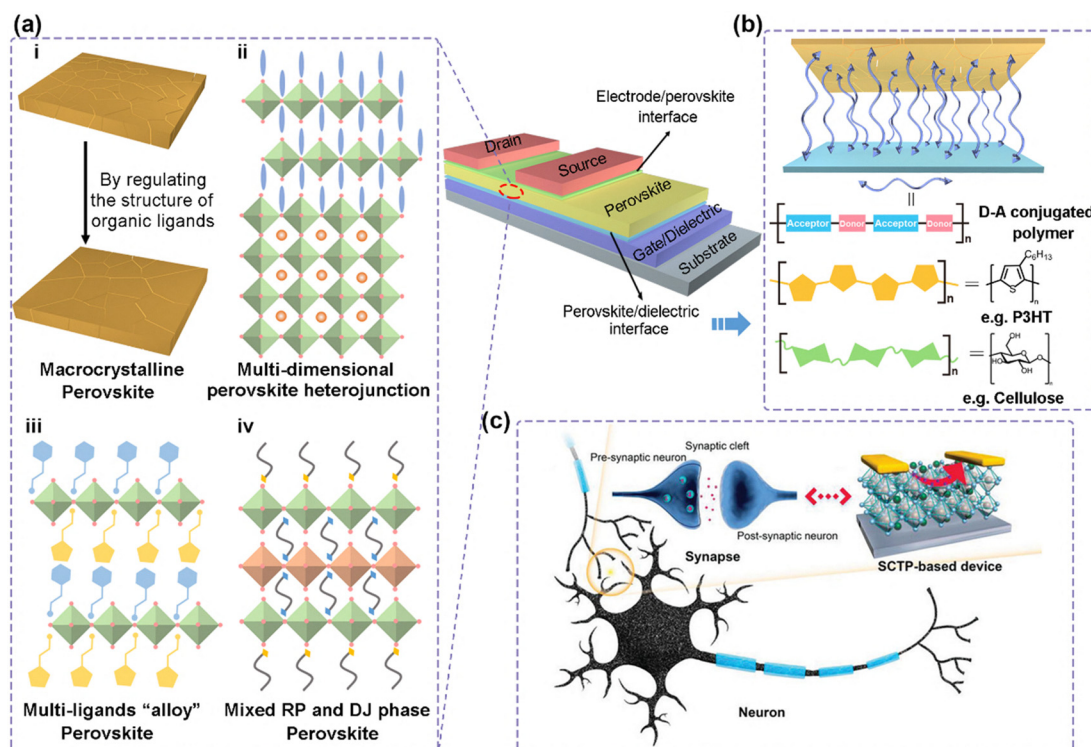 (a)
i
By regulating
the structure of
organic ligands
Macrocrystalline
Perovskite
ii
Multi-dimensional
perovskite heterojunction
iii
Multi-ligands “alloy”
Perovskite
iv
Mixed RP and DJ phase
Perovskite
Electrode/perovskite
interface
Drain
Source
Perovskite
Gate/Dielectric
Substrate
Perovskite/dielectric
interface
(b)
Acceptor Donor Acceptor Donor n
D-A conjugated
polymer
n = C6H13 S n
e.g. P3HT
n = OH O HO OH O n
e.g. Cellulose
(c)
Synaptic cleft
Pre-synaptic neuron
Post-synaptic neuron
Synapse
SCTP-based device
Neuron